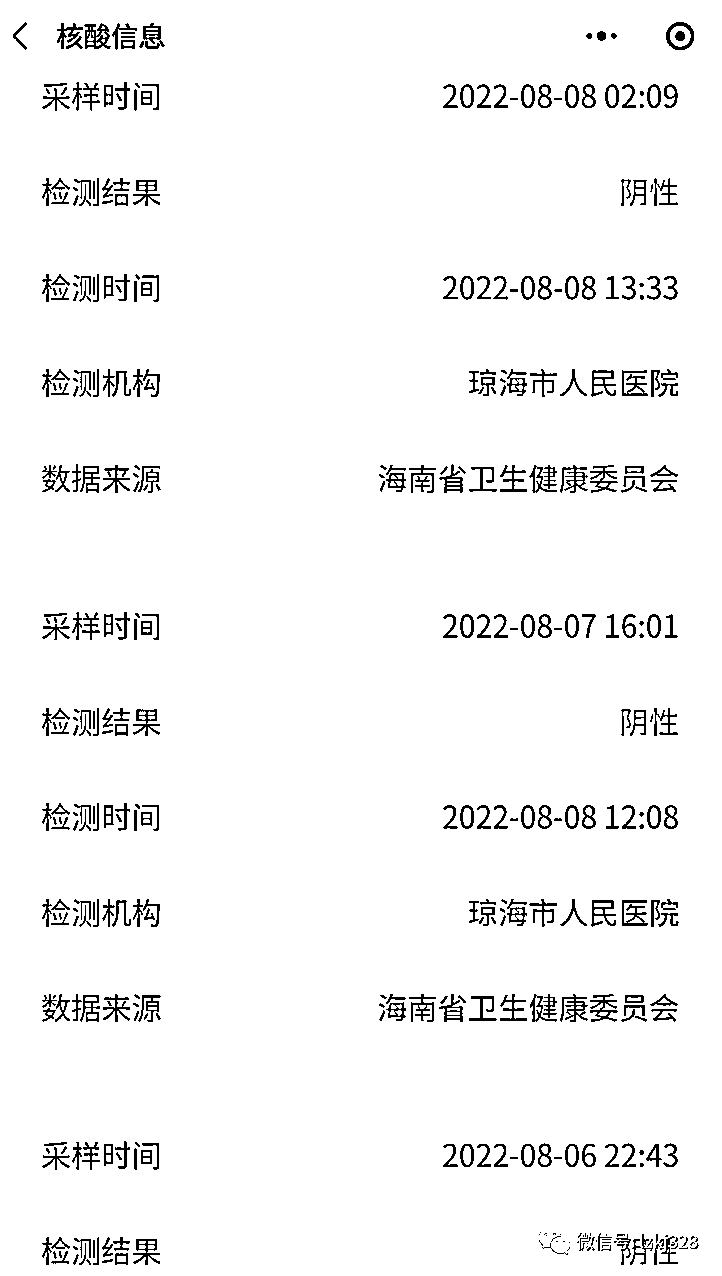 核酸信息
采样时间 2022-08-08 02:09
检测结果 阴性
检测时间 2022-08-08 13:33
检测机构 琼海市人民医院
数据来源 海南省卫生健康委员会
采样时间 2022-08-07 16:01
检测结果 阴性
检测时间 2022-08-08 12:08
检测机构 琼海市人民医院
数据来源 海南省卫生健康委员会
采样时间 2022-08-06 22:43
检测结果 阴性
微信号: lzkj328